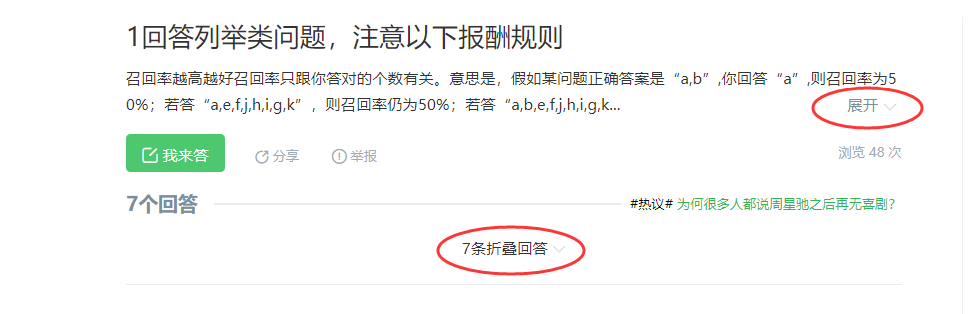 1回答列举类问题，注意以下报酬规则
召回率越高越好召回率只跟你答对的个数有关。意思是，假如某问题正确答案是“a,b”,你回答“a”,则召回率为5
0%；若答“a,e,f,j,h,i,g,k”，则召回率仍为50%；若答“a,b,e,f,j,h,i,g,k...
展开
我来答 分享 举报 浏览 48 次
7个回答 #热议# 为何很多人都说周星驰之后再无喜剧？
7条折叠回答